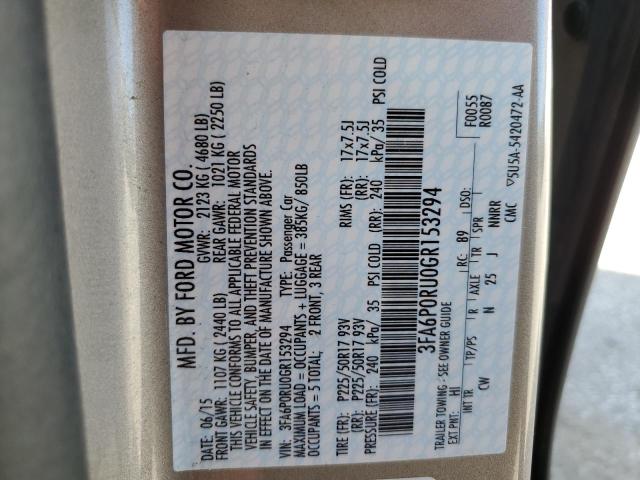 MFD. BY FORD MOTOR CO.
DATE: 06/15 GVWR: 2123 KG ( 4680 LB)
FRONT GAWR: 1107 KG (2440 LB) REAR GAWR: 1021 KG ( 2250 LB)
THIS VEHICLE CONFORMS TO ALL APPLICABLE FEDERAL MOTOR
VEHICLE SAFETY, BUMPER, AND THEFT PREVENTION STANDARDS
IN EFFECT ON THE DATE OF MANUFACTURE SHOWN ABOVE.
VIN: 3FA6P0RU0GR153294 TYPE: Passenger Car
MAXIMUM LOAD = OCCUPANTS + LUGGAGE = 385KG/ 850LB
OCCUPANTS = 5 TOTAL: 2 FRONT, 3 REAR
TIRE (FR): P225/50R17 93V RIMS (FR): 17x7.5J
(RR): P225/50R17 93V (RR): 17x7.5J
PRESSURE (FR): 240 kPa/ 35 PSI COLD (RR): 240 kPa/ 35 PSI COLD
3FA6P0RU0GR153294
TRAILER TOWING - SEE OWNER GUIDE
EXT PNT: HI RC: B9 DSO: F0055
R0087
INT TR TP/PS R AXLE TR SPR
CW N 25 J NNRR
CMC ▽5U5A-5420472-AA